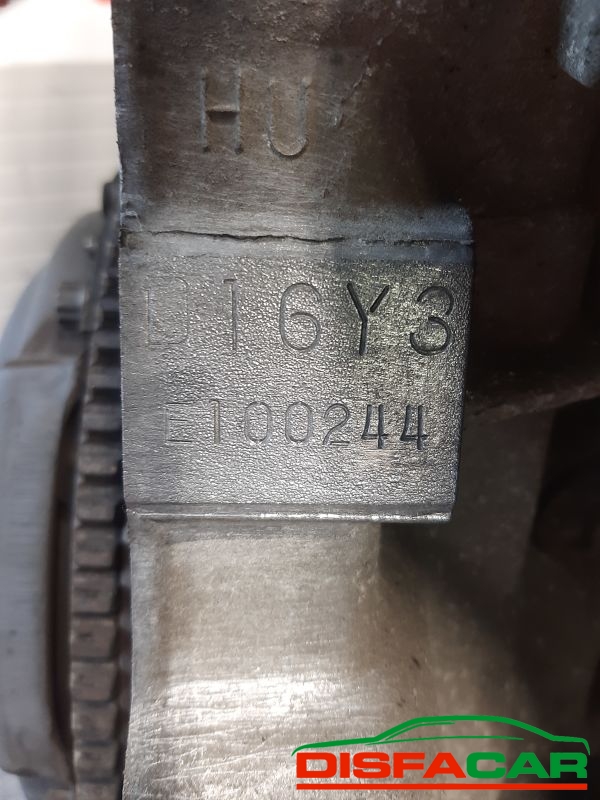 HU
D16Y3
E100244
DISFACAR